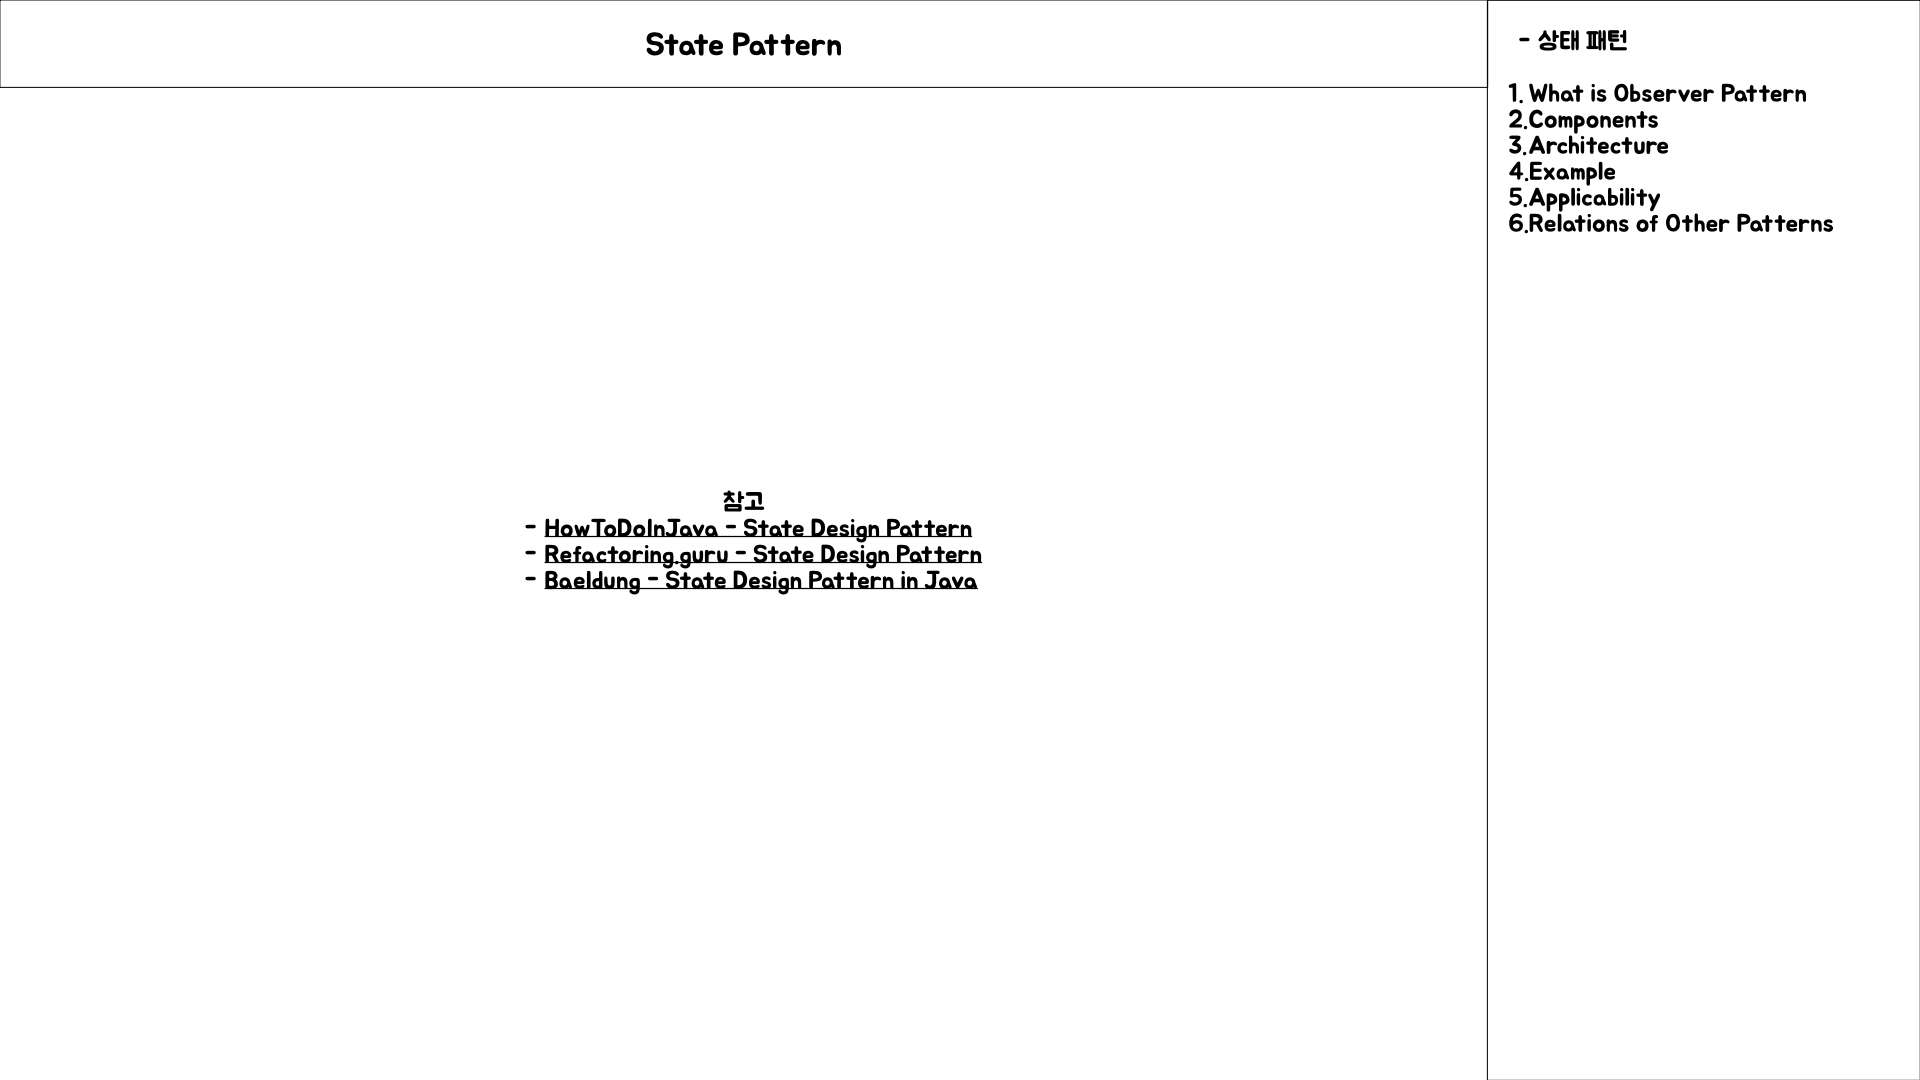 State Pattern
참고
- HowToDoInJava - State Design Pattern
- Refactoring.guru - State Design Pattern
- Baeldung - State Design Pattern in Java
- 상태 패턴
1. What is Observer Pattern
2.Components
3.Architecture
4.Example
5.Applicability
6.Relations of Other Patterns